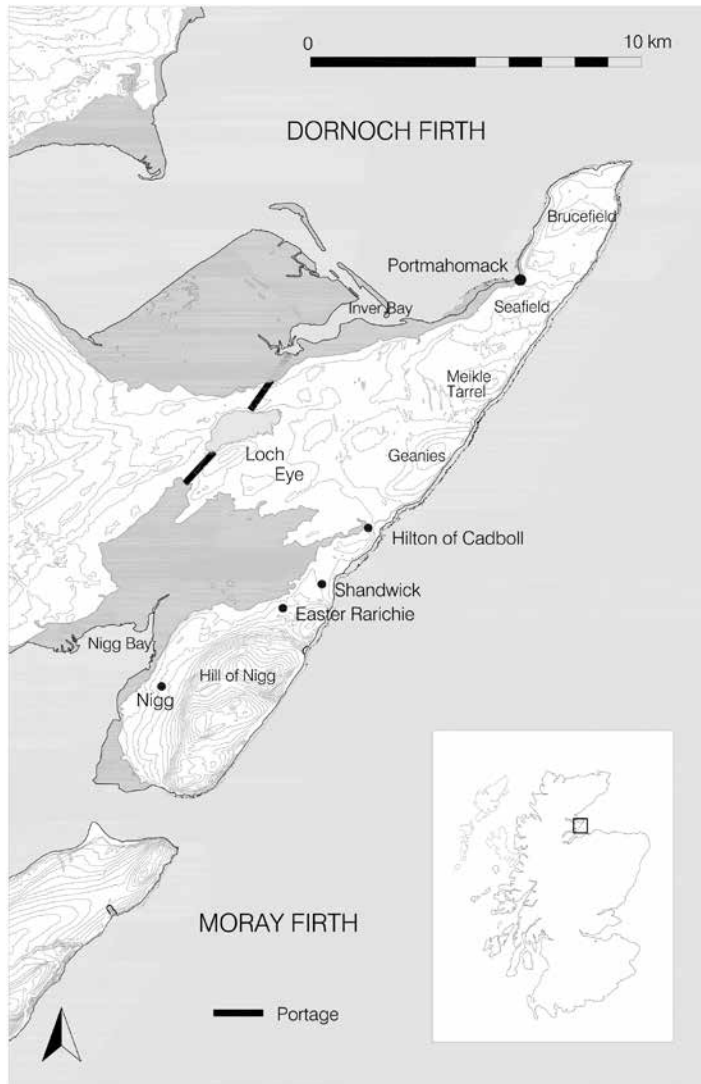 0
10 km
DORNOCH FIRTH
Brucefield
Portmahomack
Seafield
Inver Bay
Meikle
Tarrel
Geanies
Loch
Eye
Hilton of Cadboll
Shandwick
Easter Rarichie
Nigg Bay
Hill of Nigg
Nigg
MORAY FIRTH
Portage